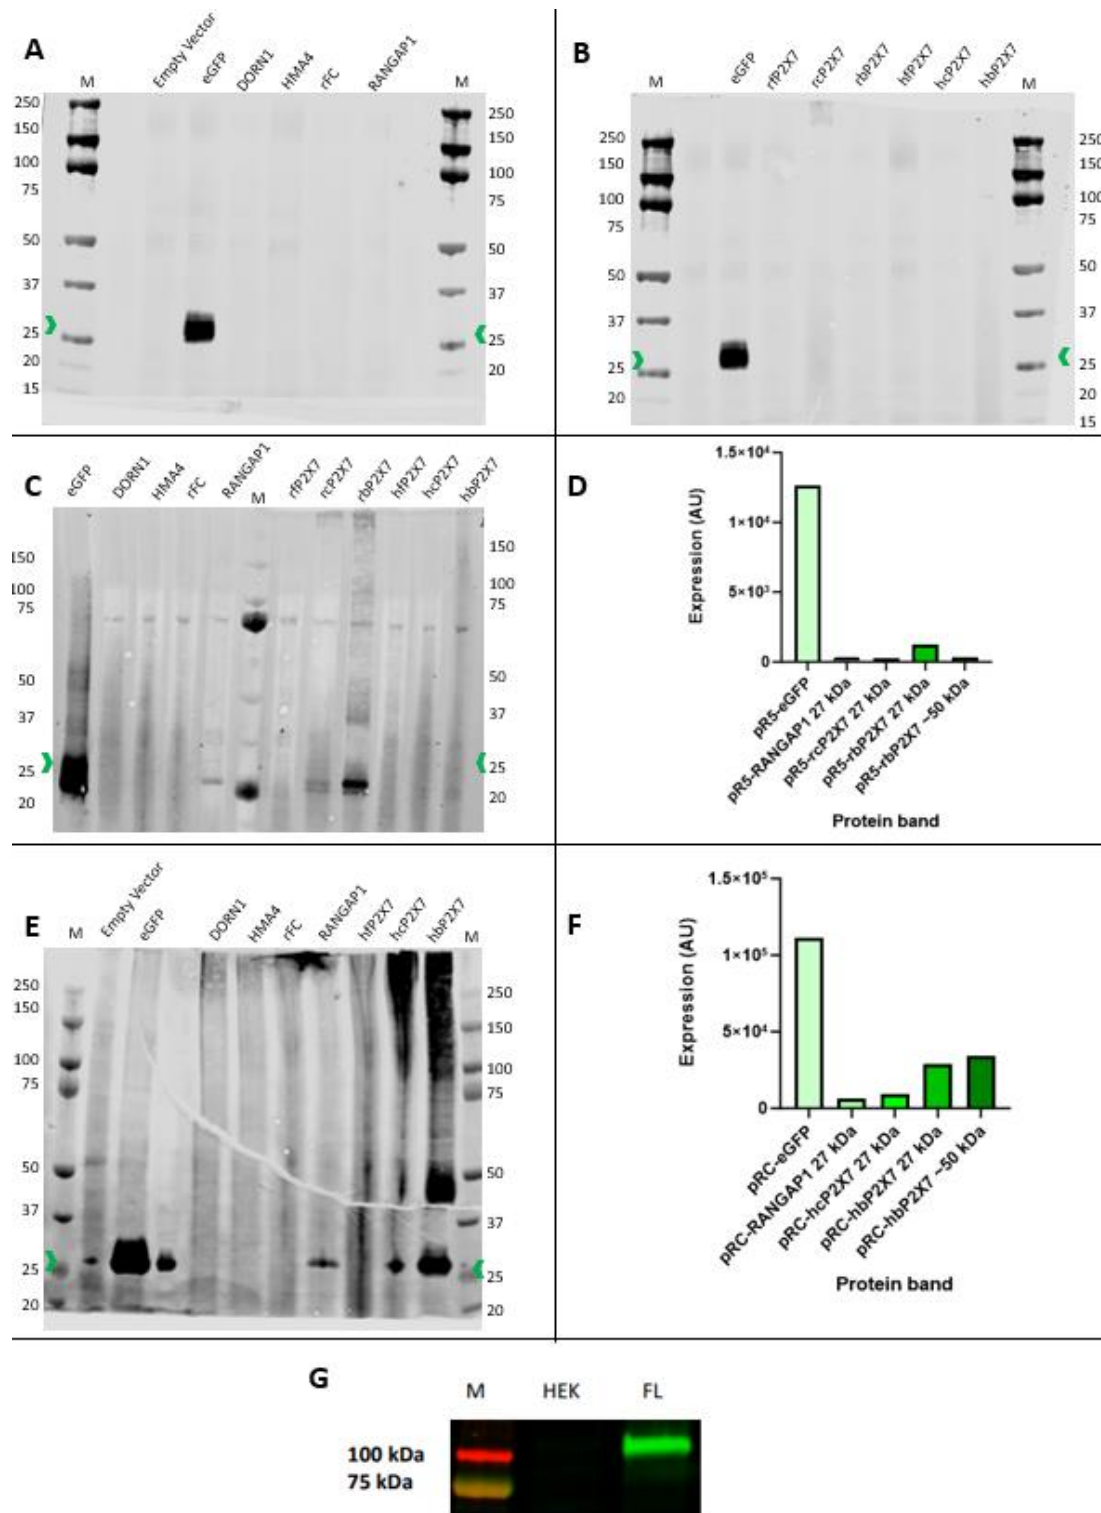 A
M
Empty Vector
eGFP
DORN1
HMA4
rFC
RANGAP1
M
250
150
100
75
50
37
25
20
15
250
150
100
75
50
37
25
20
B
M
eGFP
rfP2X7
rcP2X7
rbP2X7
hfP2X7
hcP2X7
hbP2X7
M
250
150
100
75
50
37
25
20
250
150
100
75
50
37
25
20
15
C
eGFP
DORN1
HMA4
rFC
RANGAP1
M
rfP2X7
rcP2X7
rbP2X7
hfP2X7
hcP2X7
hbP2X7
150
100
75
50
37
25
20
150
100
75
50
37
25
20
D
Expression (AU)
1.5×10⁴
1×10⁴
5×10³
0
pR5-eGFP
pR5-RANGAP1 27 kDa
pR5-rcP2X7 27 kDa
pR5-rbP2X7 27 kDa
pR5-rbP2X7 ~50 kDa
Protein band
E
M
Empty Vector
eGFP
DORN1
HMA4
rFC
RANGAP1
hfP2X7
hcP2X7
hbP2X7
M
250
150
100
75
50
37
25
20
250
150
100
75
50
37
25
20
F
Expression (AU)
1.5×10⁵
1×10⁵
5×10⁴
0
pRC-eGFP
pRC-RANGAP1 27 kDa
pRC-hcP2X7 27 kDa
pRC-hbP2X7 27 kDa
pRC-hbP2X7 ~50 kDa
Protein band
G
M HEK FL
100 kDa
75 kDa